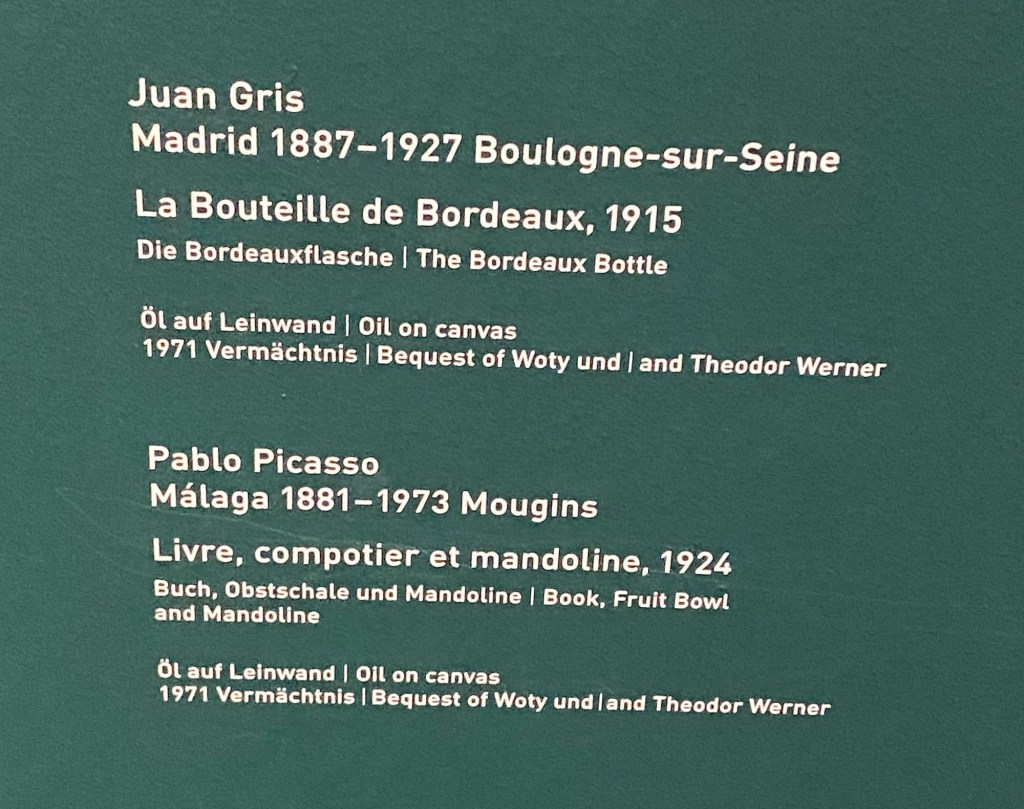 Juan Gris
Madrid 1887–1927 Boulogne-sur-Seine
La Bouteille de Bordeaux, 1915
Die Bordeauxflasche | The Bordeaux Bottle
Öl auf Leinwand | Oil on canvas
1971 Vermächtnis | Bequest of Woty und | and Theodor Werner
Pablo Picasso
Málaga 1881–1973 Mougins
Livre, compotier et mandoline, 1924
Buch, Obstschale und Mandoline | Book, Fruit Bowl
and Mandoline
Öl auf Leinwand | Oil on canvas
1971 Vermächtnis | Bequest of Woty und | and Theodor Werner